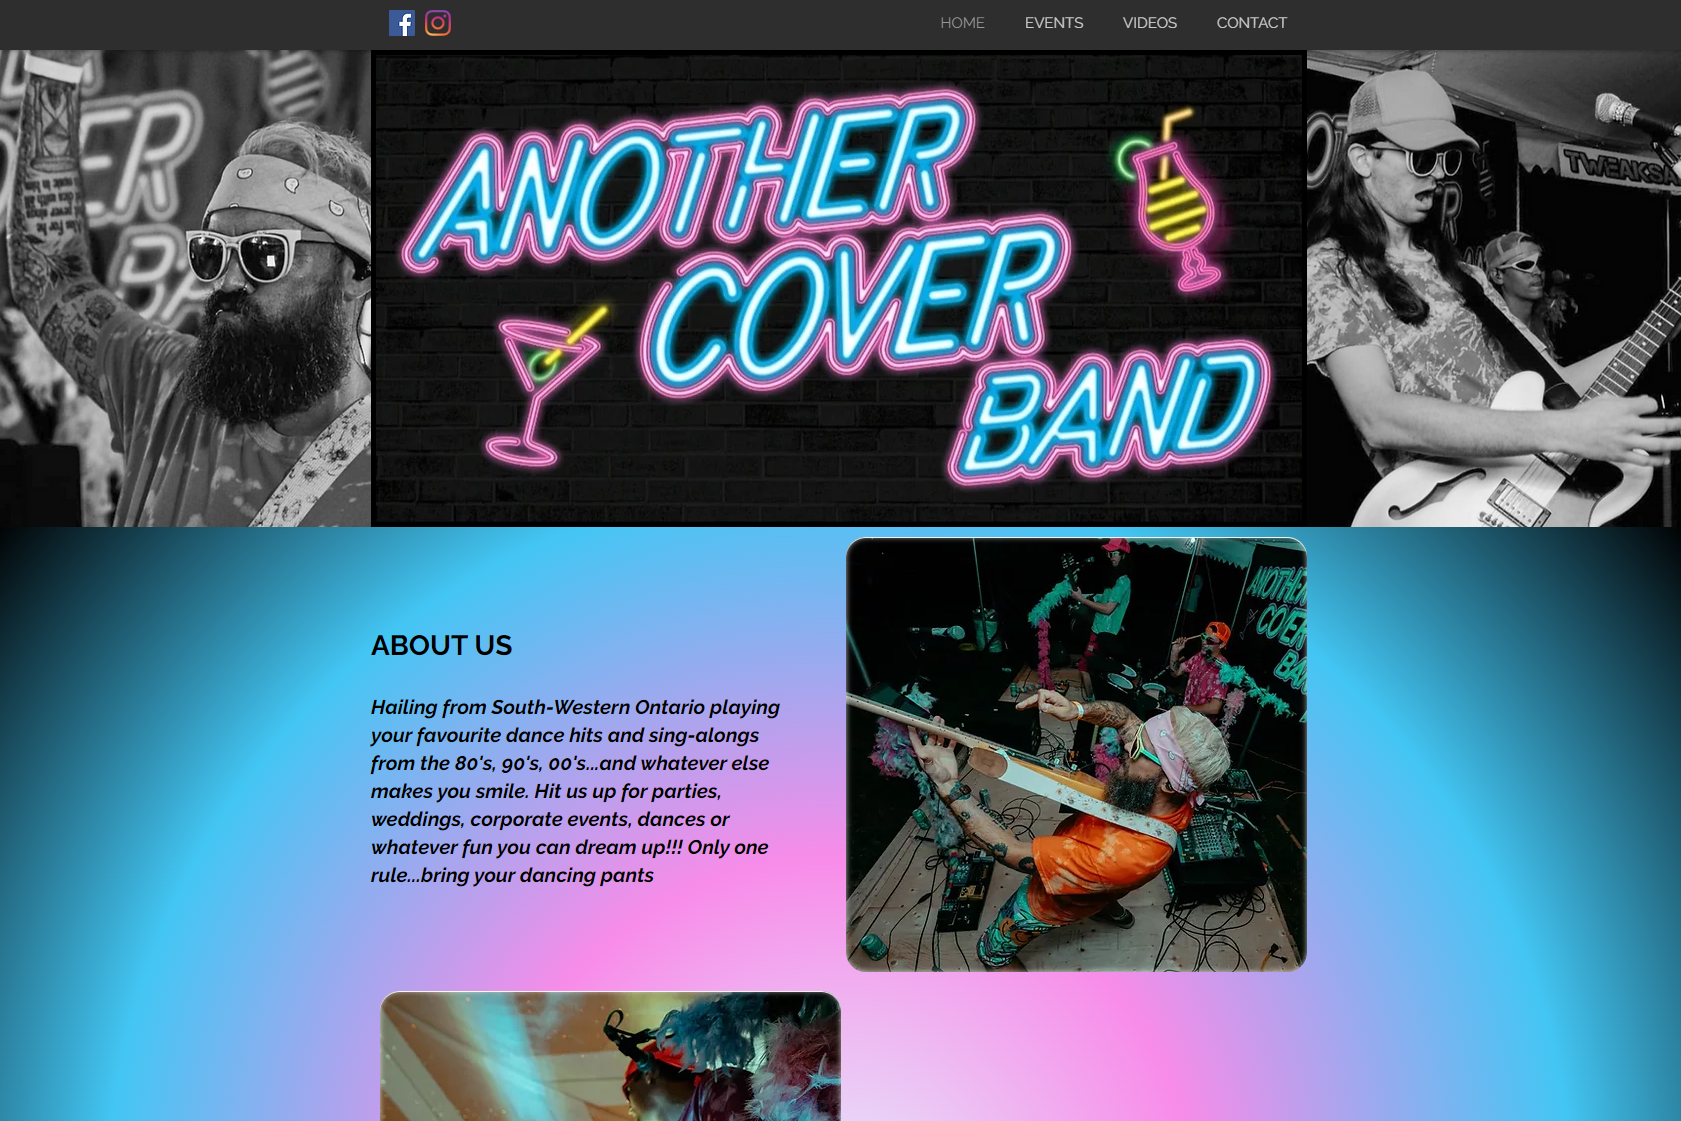 HOME EVENTS VIDEOS CONTACT
ANOTHER
COVER
BAND
TWEAKSA
ABOUT US
Hailing from South-Western Ontario playing
your favourite dance hits and sing-alongs
from the 80's, 90's, 00's...and whatever else
makes you smile. Hit us up for parties,
weddings, corporate events, dances or
whatever fun you can dream up!!! Only one
rule...bring your dancing pants